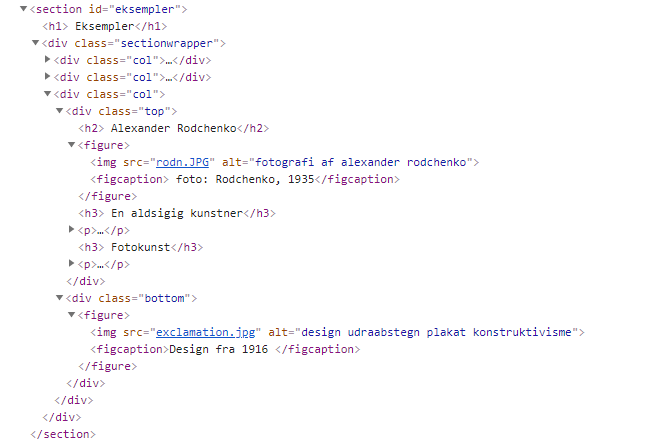 ▼<section id="eksempler">
<h1> Eksempler</h1>
▼<div class="sectionwrapper">
▶<div class="col">…</div>
▶<div class="col">…</div>
▼<div class="col">
▼<div class="top">
<h2> Alexander Rodchenko</h2>
▼<figure>
<img src="rodn.JPG" alt="fotografi af alexander rodchenko">
<figcaption> foto: Rodchenko, 1935</figcaption>
</figure>
<h3> En aldsigig kunstner</h3>
▶<p>…</p>
<h3> Fotokunst</h3>
▶<p>…</p>
</div>
▼<div class="bottom">
▼<figure>
<img src="exclamation.jpg" alt="design udraabstegn plakat konstruktivisme">
<figcaption>Design fra 1916 </figcaption>
</figure>
</div>
</div>
</div>
</section>